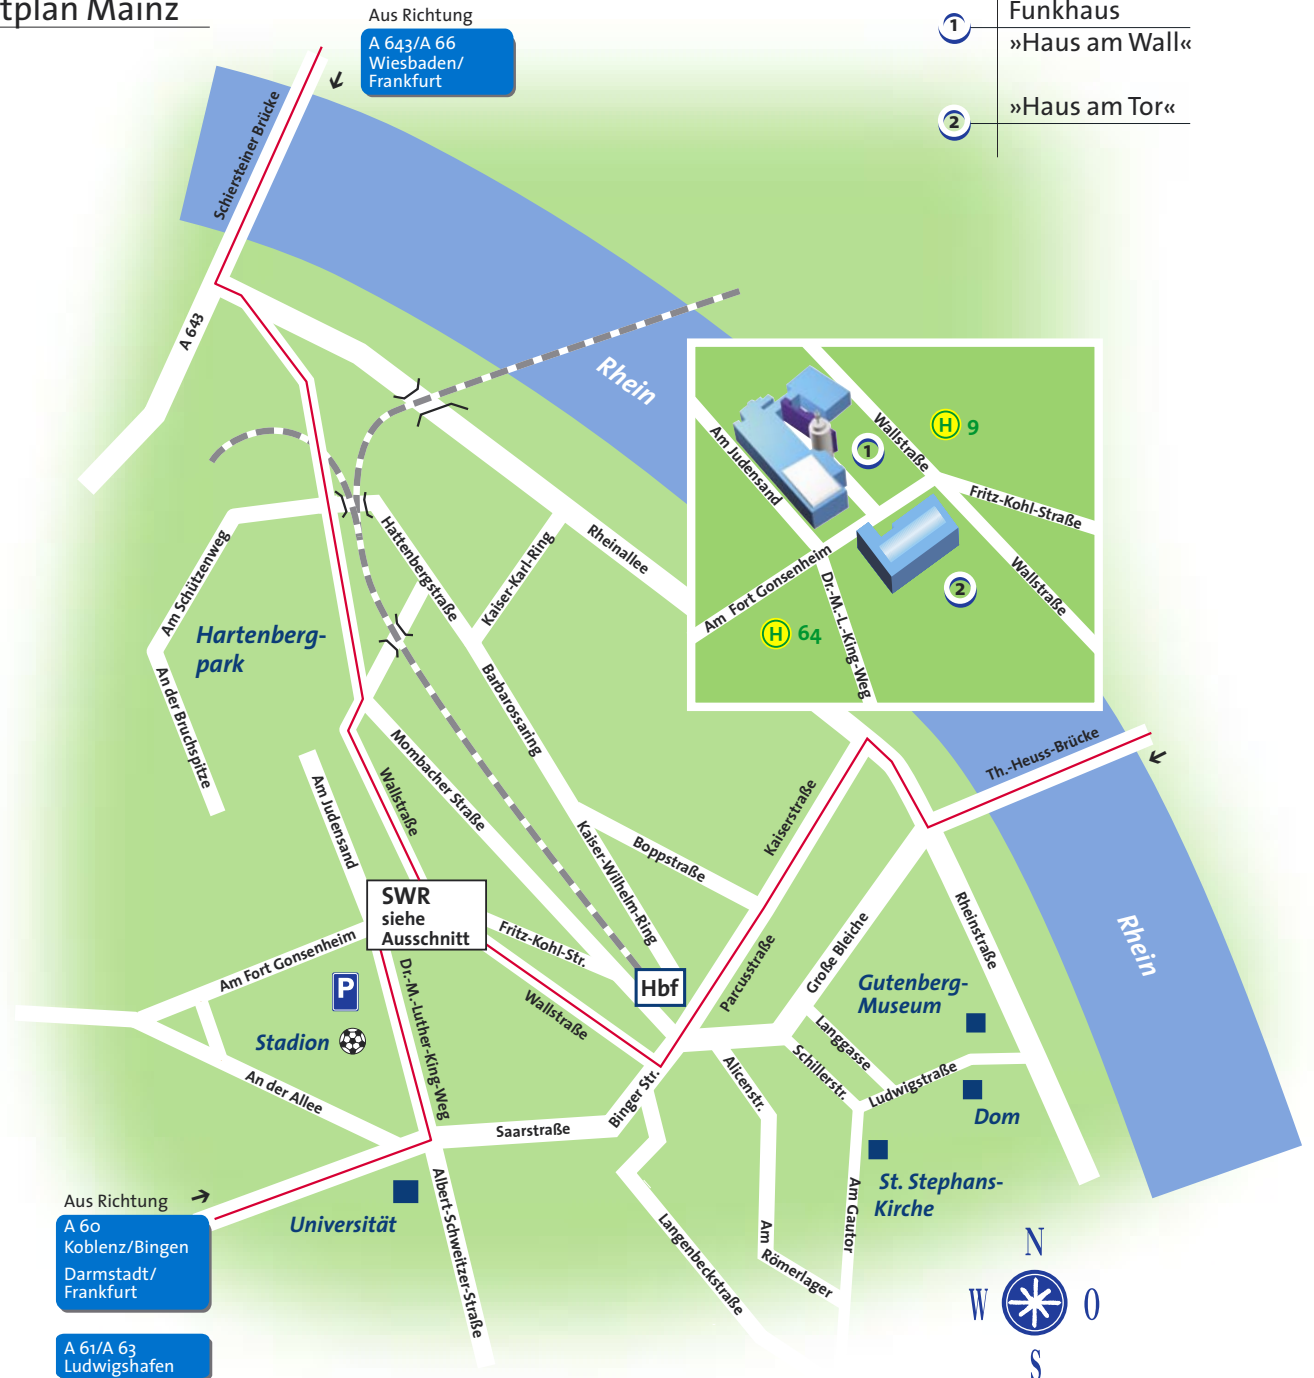 tplan Mainz
Aus Richtung
A 643/A 66
Wiesbaden/
Frankfurt
Funkhaus
1
»Haus am Wall«
»Haus am Tor«
2
Schiersteiner Brücke
A 643
Rhein
Am Judensand
Wallstraße
H 9
1
Fritz-Kohl-Straße
Am Fort Gonsenheim
Dr.-M.-L.-King-Weg
2
Wallstraße
H 64
Rheinallee
Hattenbergstraße
Kaiser-Karl-Ring
Am Schützenweg
Hartenberg-
park
An der Bruchspitze
Barbarossaring
Mombacher Straße
Wallstraße
Am Judensand
Th.-Heuss-Brücke
Kaiserstraße
Boppstraße
Kaiser-Wilhelm-Ring
SWR
siehe
Ausschnitt
Fritz-Kohl-Str.
Am Fort Gonsenheim
Rheinstraße
Rhein
Große Bleiche
Parcusstraße
Hbf
Gutenberg-
Museum
P
Wallstraße
Stadion
Dr.-M.-Luther-King-Weg
Langgasse
Schillerstr.
Ludwigstraße
Alicenstr.
An der Allee
Binger Str.
Saarstraße
Dom
St. Stephans-
Kirche
Aus Richtung
A 60
Koblenz/Bingen
Darmstadt/
Frankfurt
A 61/A 63
Ludwigshafen
Universität
Albert-Schweitzer-Straße
Langenbeckstraße
Am
Römerlager
Am Gautor
N
W
O
S